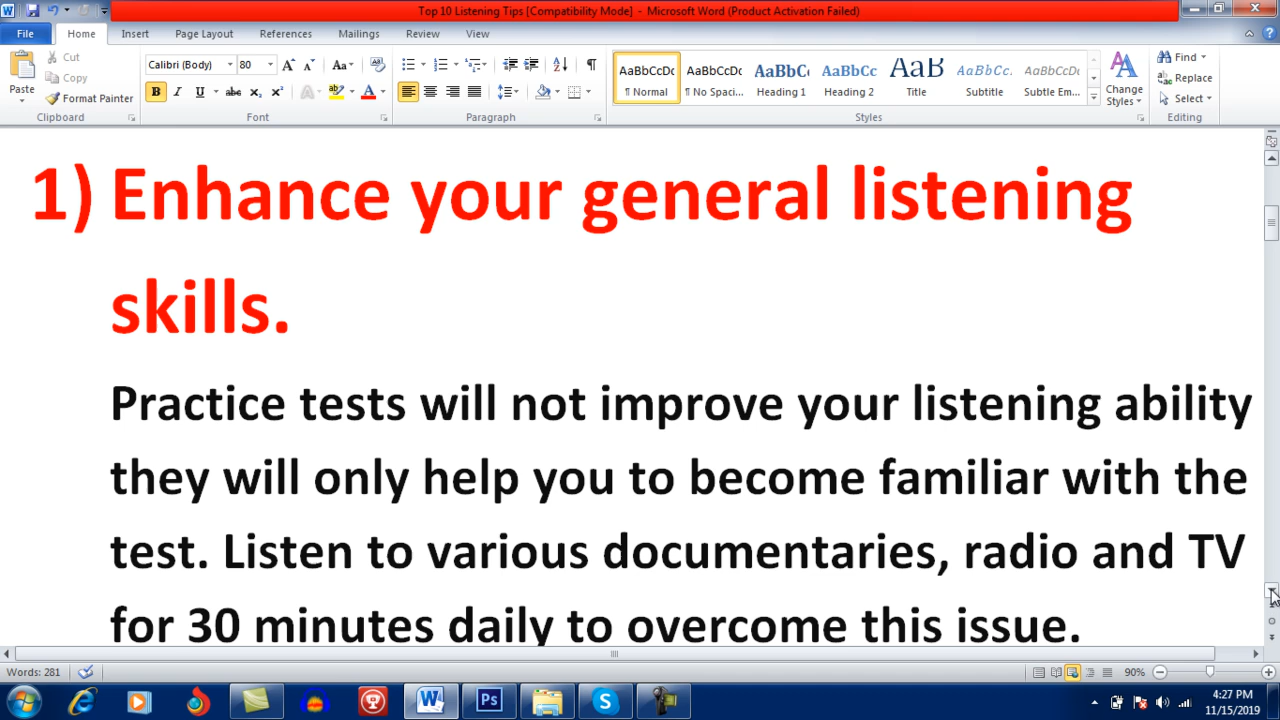 Top 10 Listening Tips [Compatibility Mode] - Microsoft Word (Product Activation Failed)
File Home Insert Page Layout References Mailings Review View
Paste
Cut
Copy
Format Painter
Clipboard
Calibri (Body) 80
Font
Paragraph
AaBbCcDc AaBbCcDc AaBbC AaBbCc AaB AaBbCc. AaBbCcDc
¶ Normal ¶ No Spaci... Heading 1 Heading 2 Title Subtitle Subtle Em...
Change
Styles
Styles
Find
Replace
Select
Editing
1) Enhance your general listening
skills.
Practice tests will not improve your listening ability
they will only help you to become familiar with the
test. Listen to various documentaries, radio and TV
for 30 minutes daily to overcome this issue.
Words: 281
90%
4:27 PM
11/15/2019